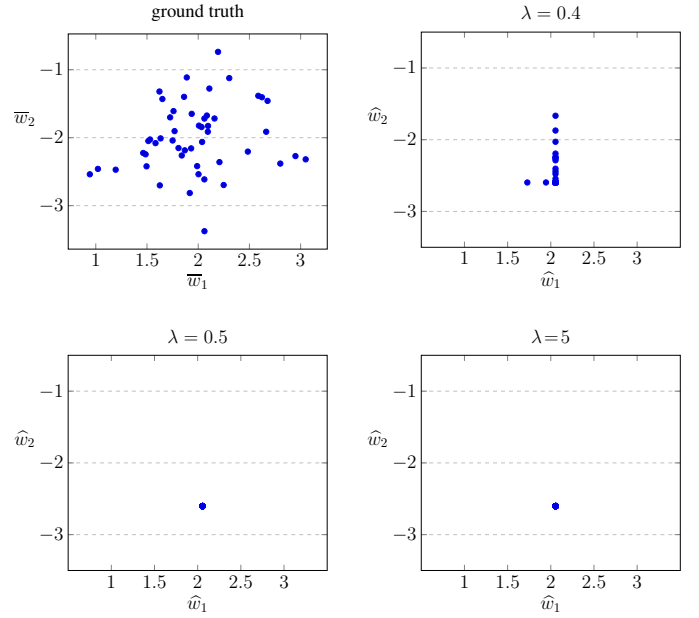 ground truth
−1
−2
−3
w̅₂
1 1.5 2 2.5 3
w̅₁
λ = 0.4
−1
−2
−3
ŵ₂
1 1.5 2 2.5 3
ŵ₁
λ = 0.5
−1
−2
−3
ŵ₂
1 1.5 2 2.5 3
ŵ₁
λ=5
−1
−2
−3
ŵ₂
1 1.5 2 2.5 3
ŵ₁